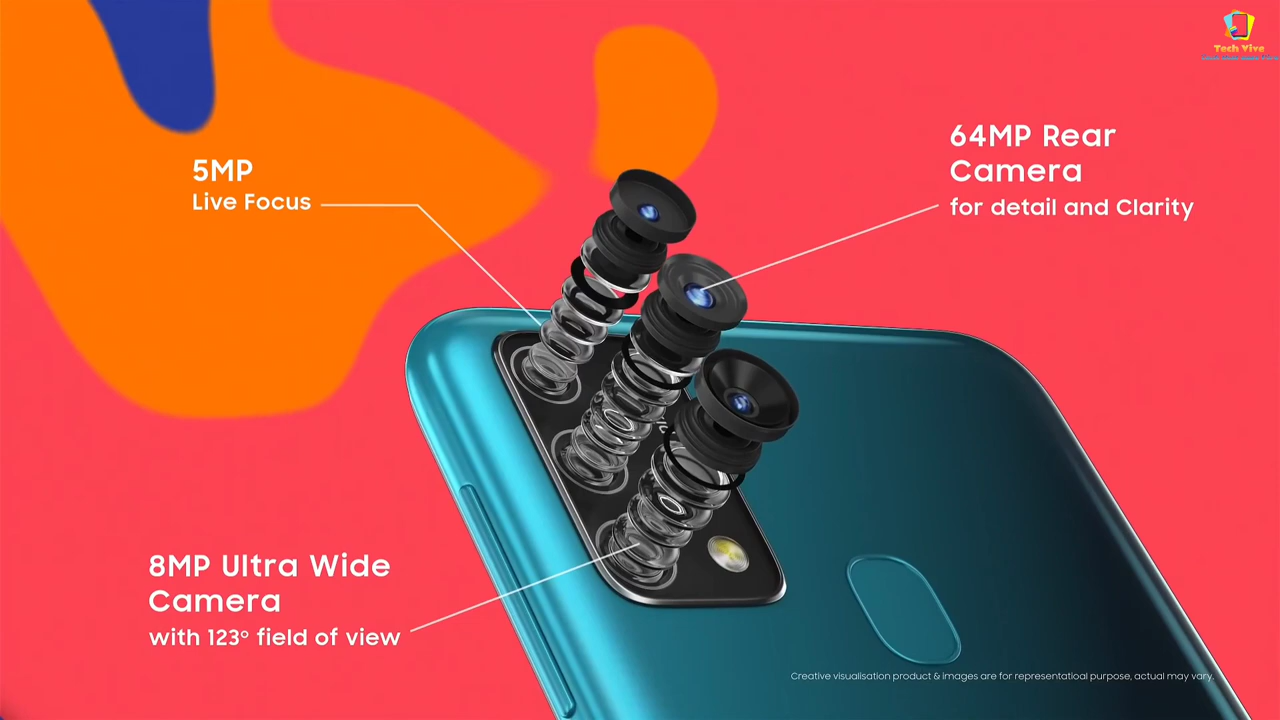 Tech Vive
5MP
Live Focus
64MP Rear
Camera
for detail and Clarity
8MP Ultra Wide
Camera
with 123° field of view
Creative visualisation product & images are for representatioal purpose, actual may vary.